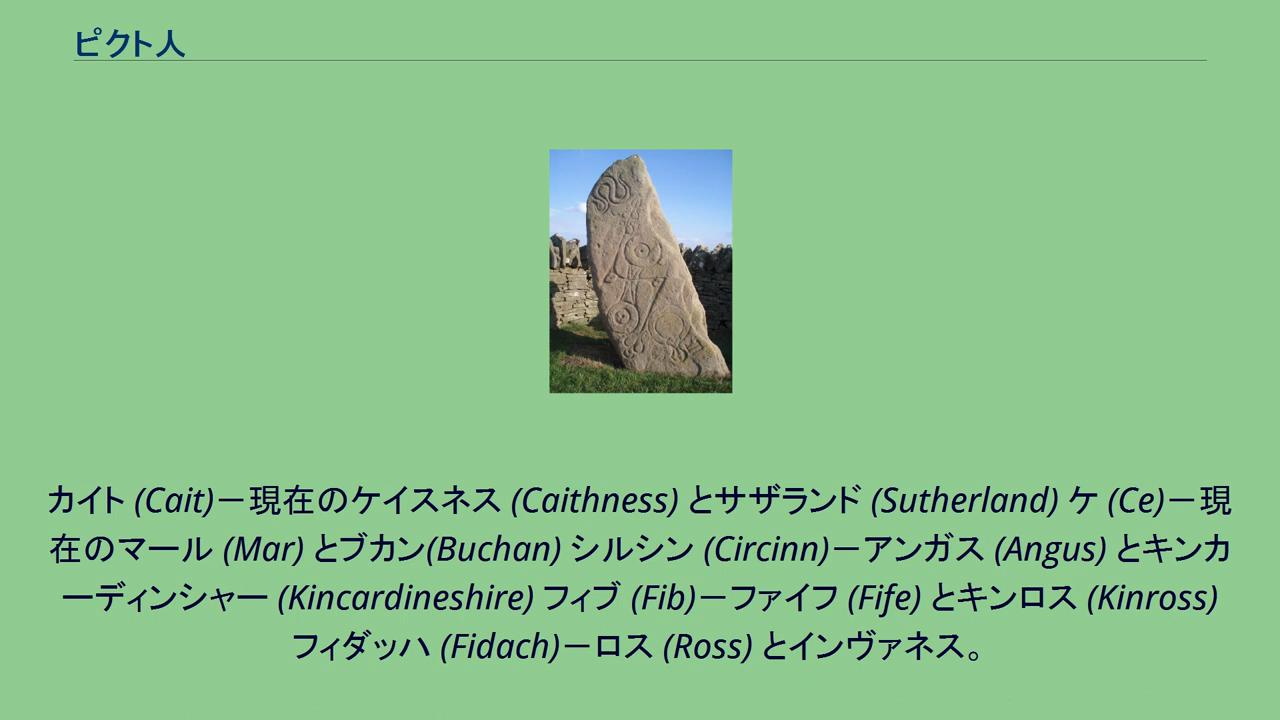 ピクト人
カイト (Cait)－現在のケイスネス (Caithness) とサザランド (Sutherland) ケ (Ce)－現
在のマール (Mar) とブカン(Buchan) シルシン (Circinn)－アンガス (Angus) とキンカ
ーディンシャー (Kincardineshire) フィブ (Fib)－ファイフ (Fife) とキンロス (Kinross)
フィダッハ (Fidach)－ロス (Ross) とインヴァネス。